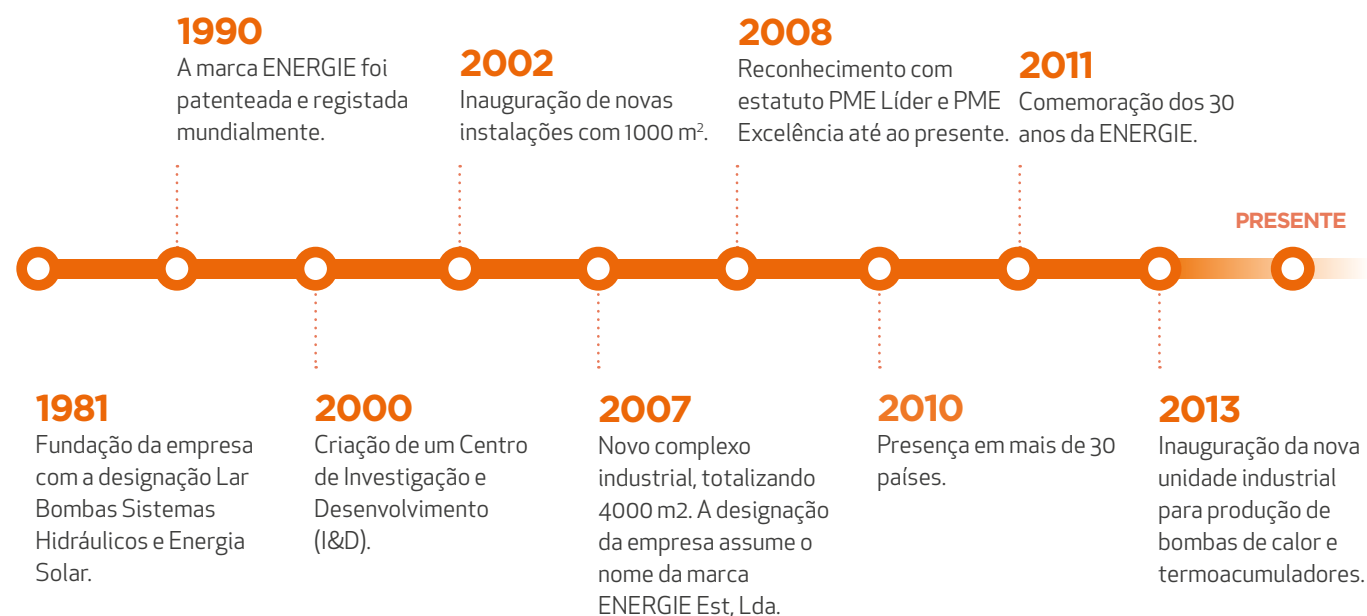 1990
A marca ENERGIE foi
patenteada e registada
mundialmente.
2002
Inauguração de novas
instalações com 1000 m².
2008
Reconhecimento com
estatuto PME Líder e PME
Excelência até ao presente.
2011
Comemoração dos 30
anos da ENERGIE.
PRESENTE
1981
Fundação da empresa
com a designação Lar
Bombas Sistemas
Hidráulicos e Energia
Solar.
2000
Criação de um Centro
de Investigação e
Desenvolvimento
(I&D).
2007
Novo complexo
industrial, totalizando
4000 m2. A designação
da empresa assume o
nome da marca
ENERGIE Est, Lda.
2010
Presença em mais de 30
países.
2013
Inauguração da nova
unidade industrial
para produção de
bombas de calor e
termoacumuladores.